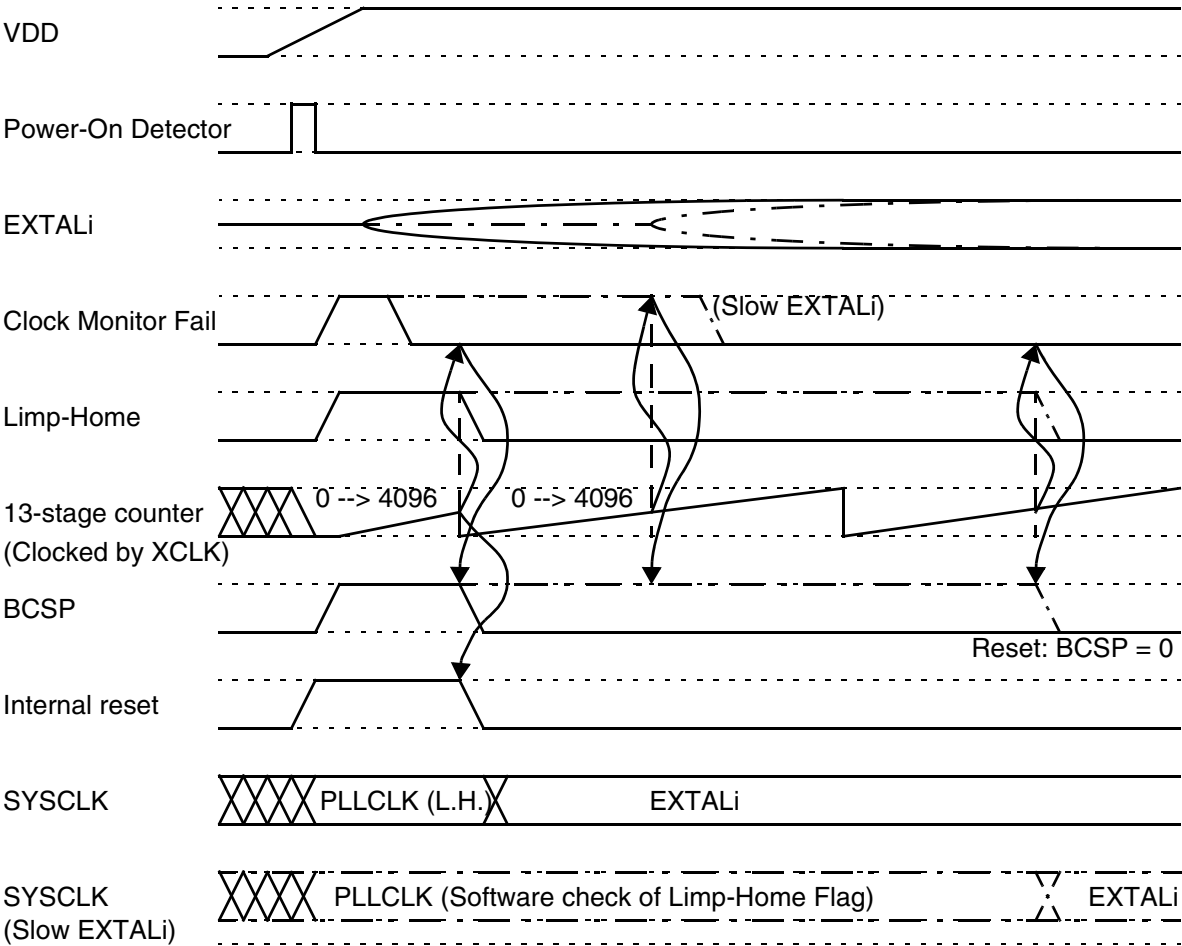 VDD
Power-On Detector
EXTALi
Clock Monitor Fail
(Slow EXTALi)
Limp-Home
13-stage counter
(Clocked by XCLK)
0 --> 4096
0 --> 4096
BCSP
Reset: BCSP = 0
Internal reset
SYSCLK
PLLCLK (L.H.)
EXTALi
SYSCLK
(Slow EXTALi)
PLLCLK (Software check of Limp-Home Flag)
EXTALi